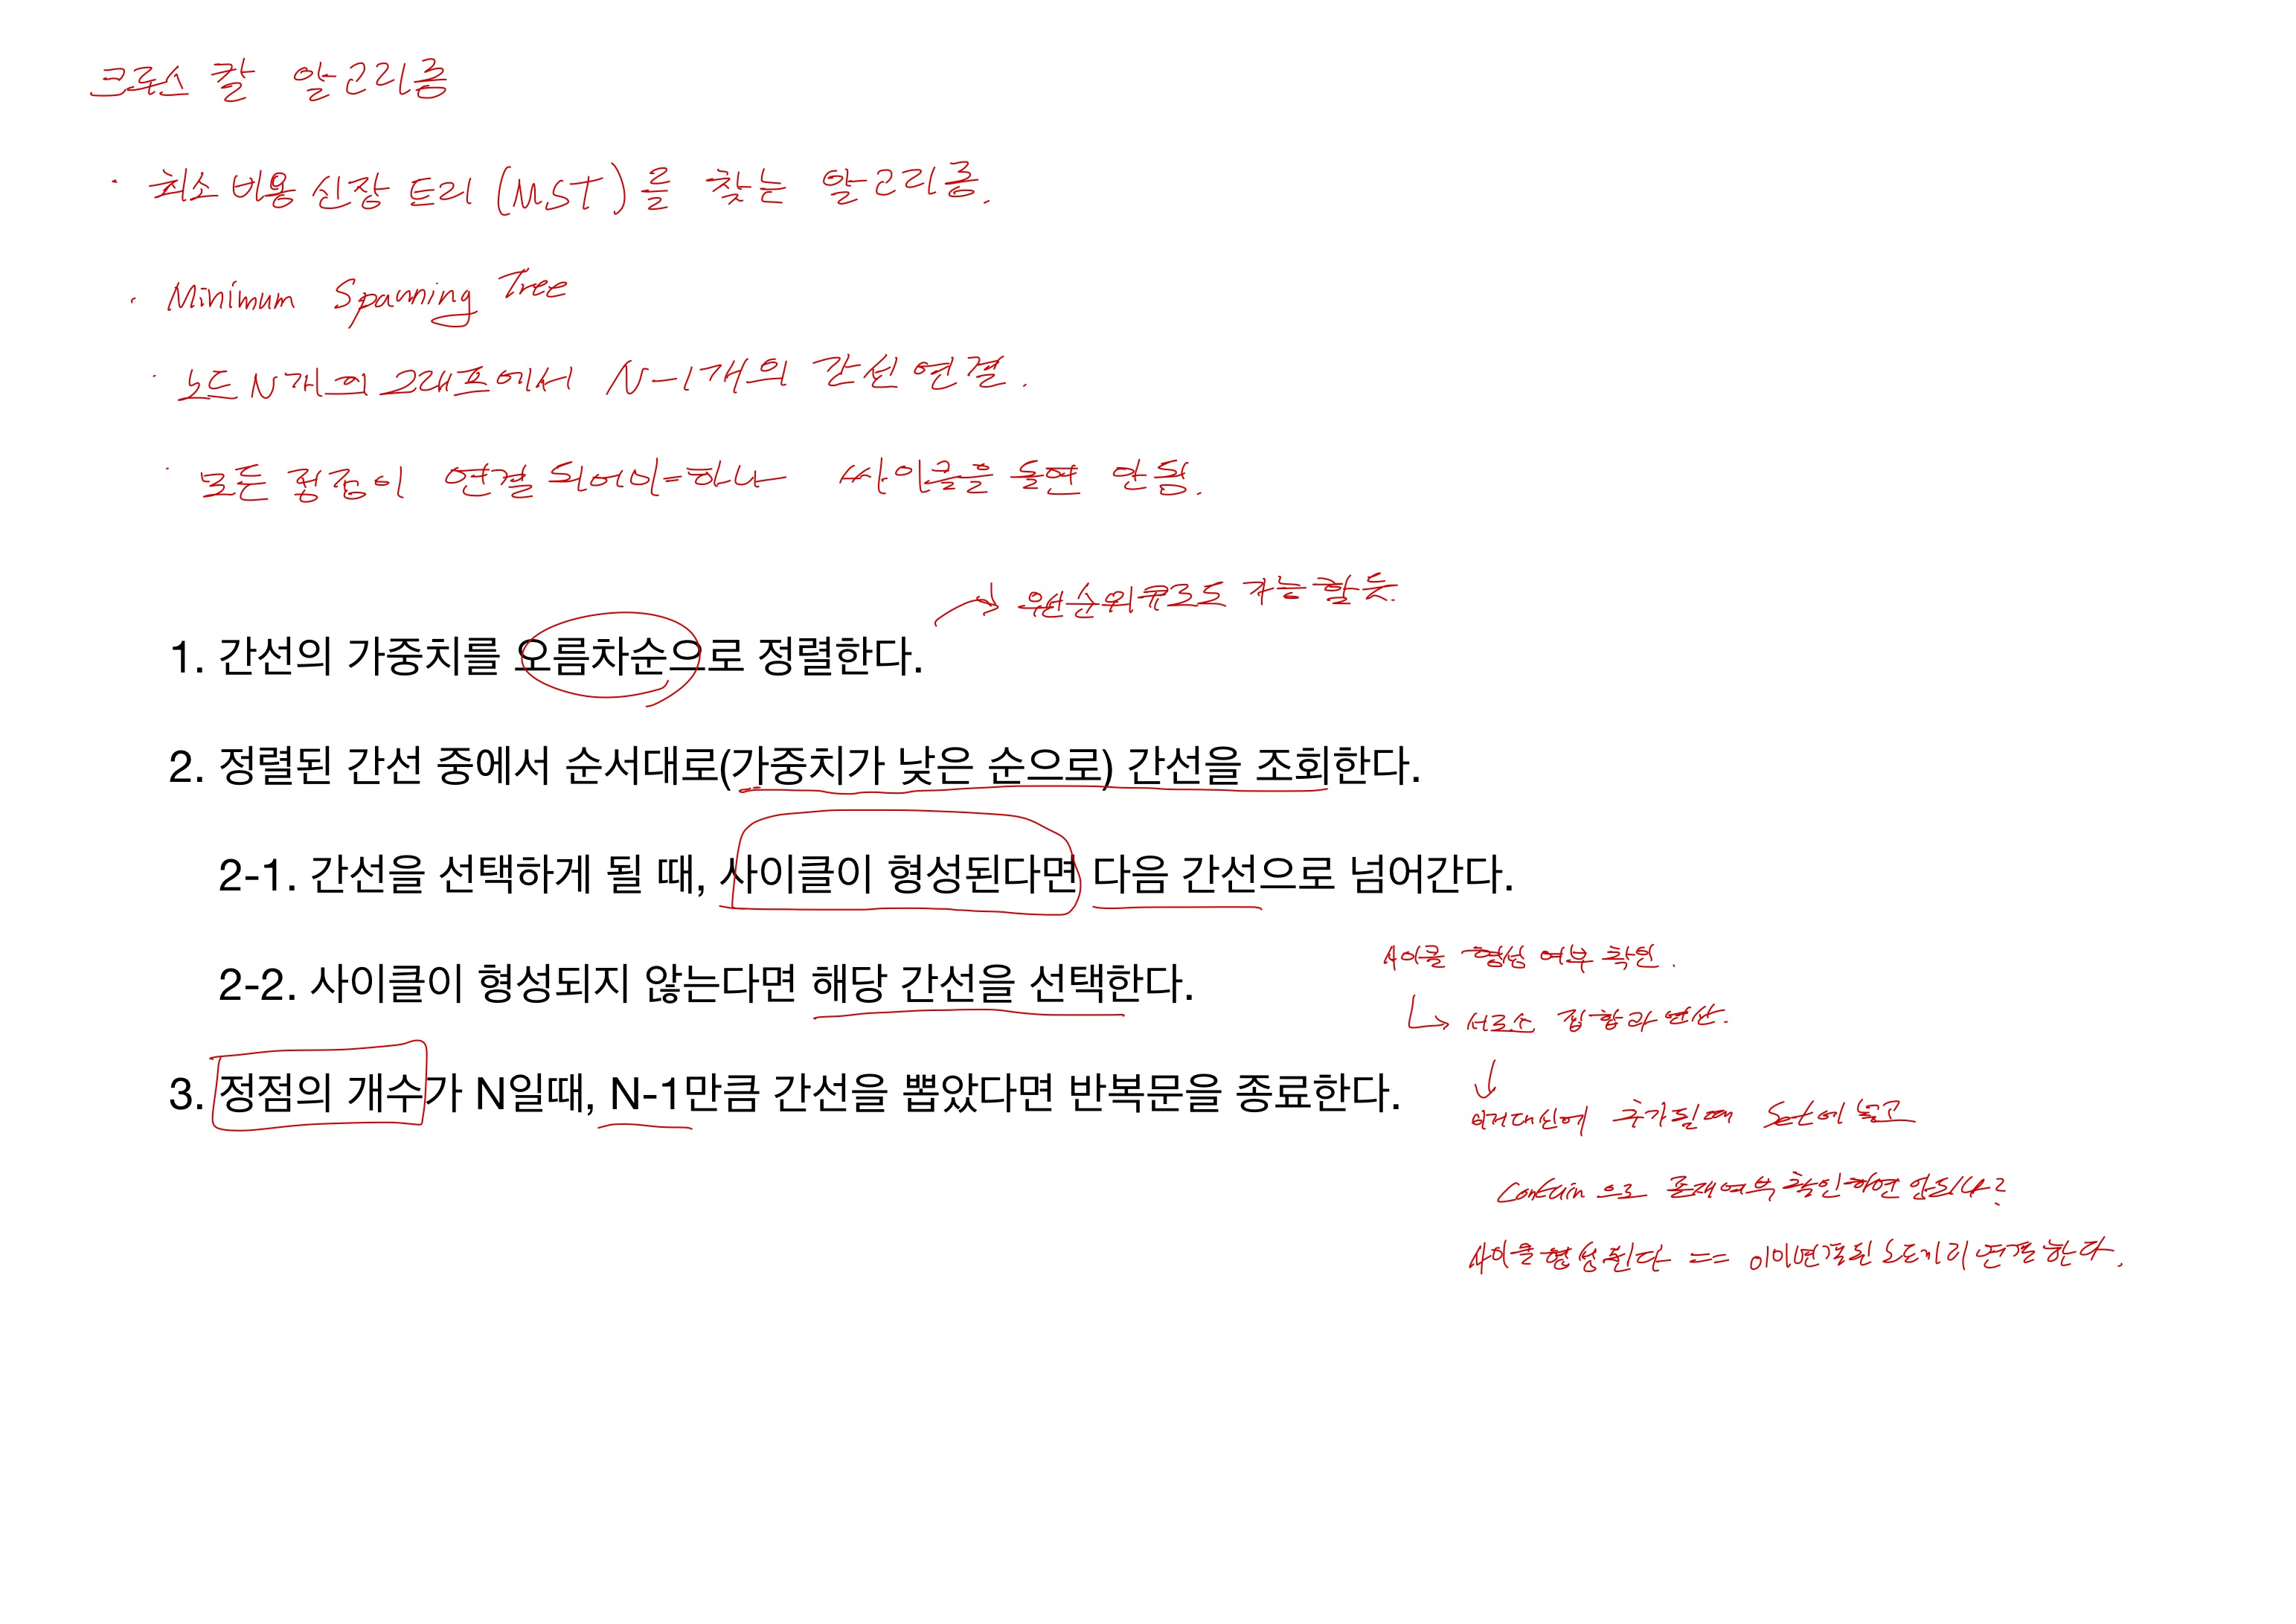 크루스칼 알고리즘
· 최소 비용 신장 트리 (MST)를 찾는 알고리즘.
· Minimum Spanning Tree
· 노드 N개의 그래프에서 N-1개의 간선 연결.
· 모든 정점이 연결되어야하나 싸이클을 돌면 안됨.
→ 우선순위큐로도 가능할듯.
1. 간선의 가중치를 오름차순으로 정렬한다.
2. 정렬된 간선 중에서 순서대로(가중치가 낮은 순으로) 간선을 조회한다.
2-1. 간선을 선택하게 될 때, 사이클이 형성된다면 다음 간선으로 넘어간다.
사이클 형성 여부 확인.
2-2. 사이클이 형성되지 않는다면 해당 간선을 선택한다.
↳ 서로소 집합과 연산.
3. 정점의 개수가 N일때, N-1만큼 간선을 뽑았다면 반복문을 종료한다.
↓
이거대신에 추가될때 Set에 넣고
Contain 으로 존재여부 확인하면 안되나?
사이클 형성된다 == 이미연결된 노드끼리 연결한다.